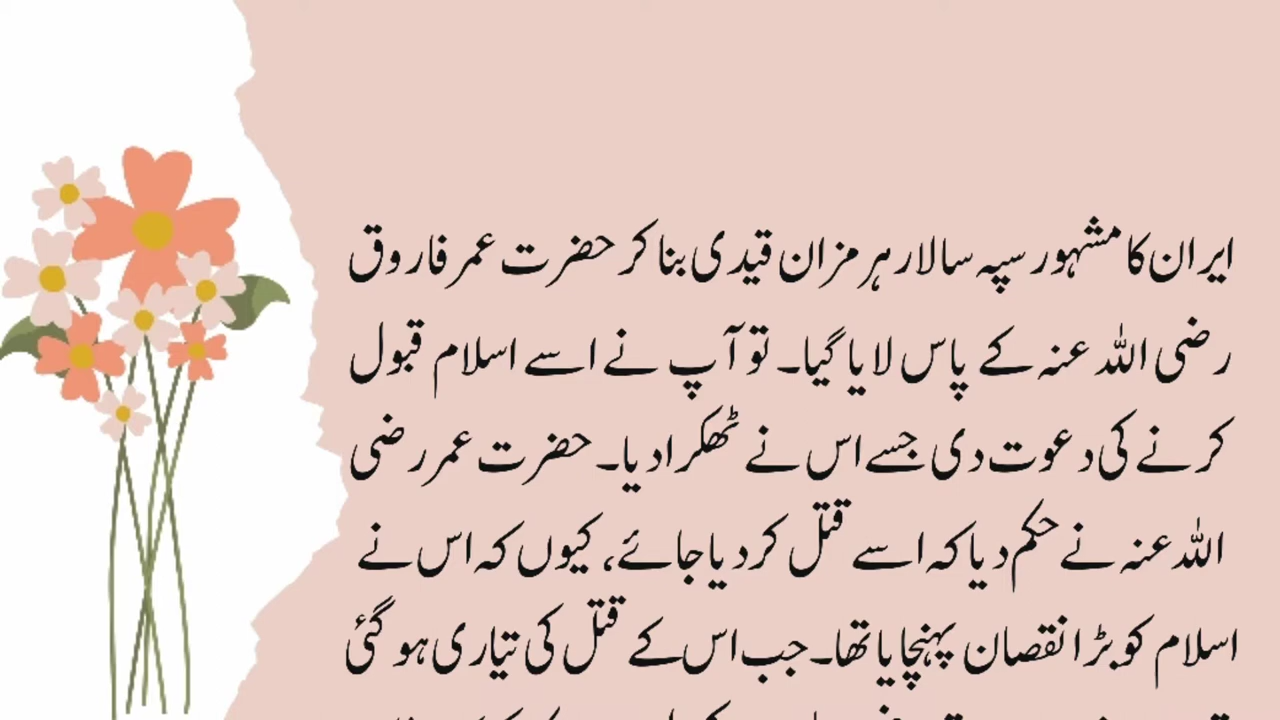 ایران کا مشہور سپہ سالار ہرمزان قیدی بنا کر حضرت عمر فاروق
رضی اللہ عنہ کے پاس لایا گیا۔ تو آپ نے اسے اسلام قبول
کرنے کی دعوت دی جسے اس نے ٹھکرا دیا۔ حضرت عمر رضی
اللہ عنہ نے حکم دیا کہ اسے قتل کر دیا جائے، کیوں کہ اس نے
اسلام کو بڑا نقصان پہنچایا تھا۔ جب اس کے قتل کی تیاری ہو گئی